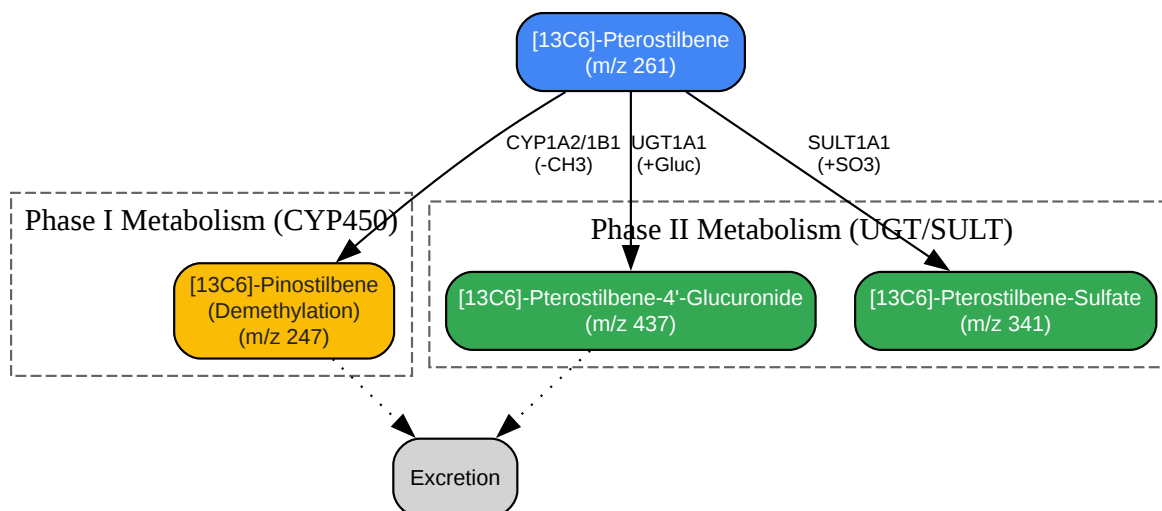 [13C6]-Pterostilbene
(m/z 261)
CYP1A2/1B1
(-CH3)
UGT1A1
(+Gluc)
SULT1A1
(+SO3)
Phase I Metabolism (CYP450)
Phase II Metabolism (UGT/SULT)
[13C6]-Pinostilbene
(Demethylation)
(m/z 247)
[13C6]-Pterostilbene-4'-Glucuronide
(m/z 437)
[13C6]-Pterostilbene-Sulfate
(m/z 341)
Excretion